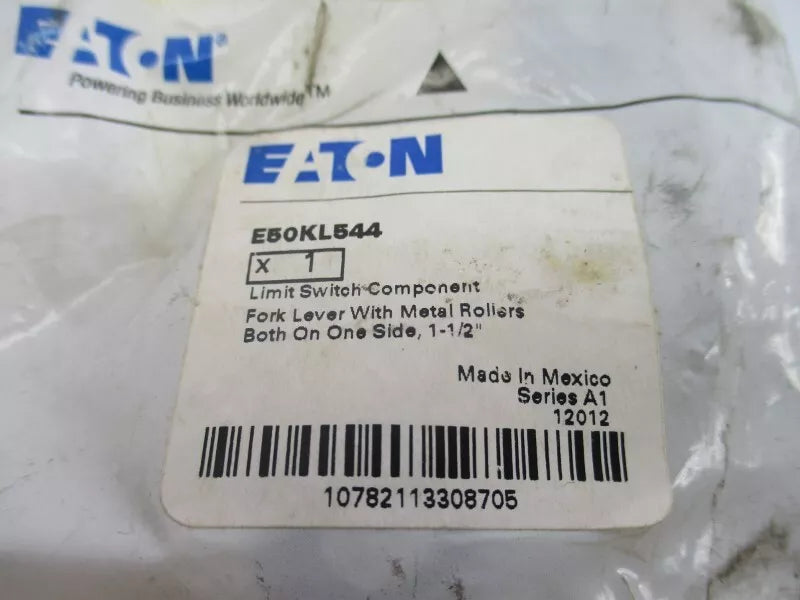 EATON®
Powering Business Worldwide™
EATON
E50KL544
x 1
Limit Switch Component
Fork Lever With Metal Rollers
Both On One Side, 1-1/2"
Made In Mexico
Series A1
12012
10782113308705